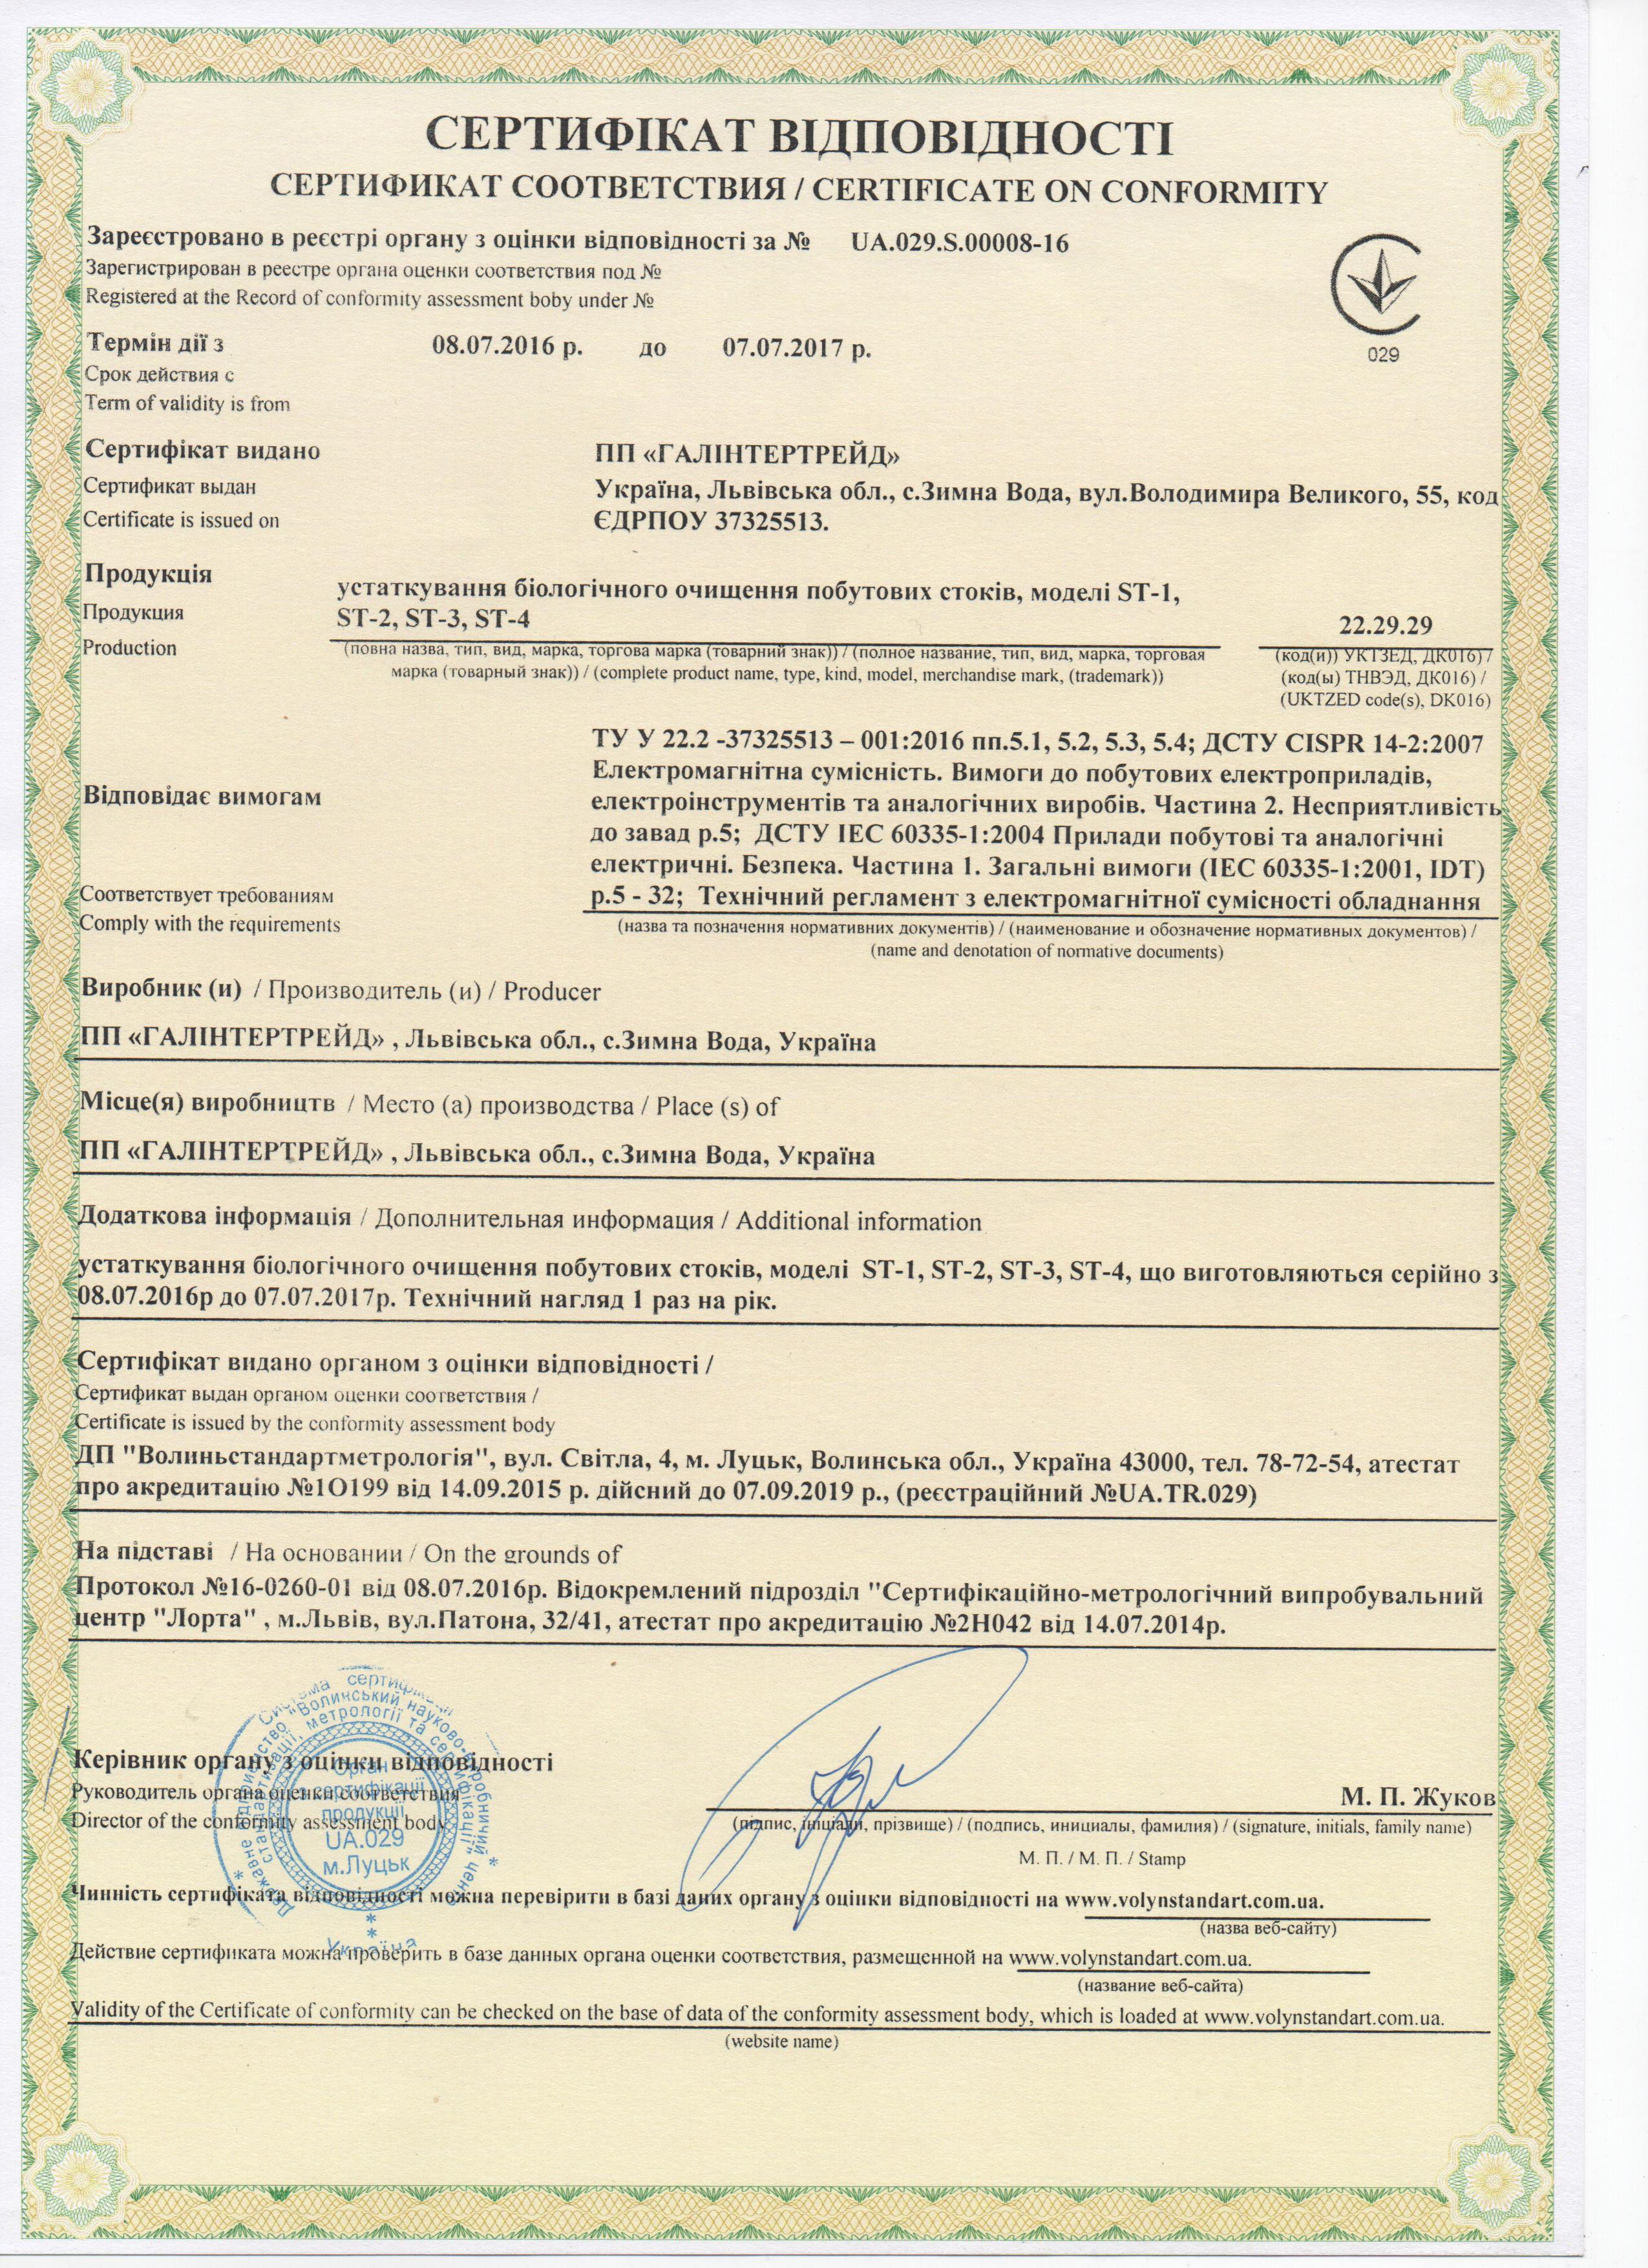 СЕРТИФІКАТ ВІДПОВІДНОСТІ
СЕРТИФИКАТ СООТВЕТСТВИЯ / CERTIFICATE ON CONFORMITY
Зареєстровано в реєстрі органу з оцінки відповідності за № UA.029.S.00008-16
Зарегистрирован в реестре органа оценки соответствия под №
Registered at the Record of conformity assessment boby under №
029
Термін дії з 08.07.2016 р. до 07.07.2017 р.
Срок действия с
Term of validity is from
Сертифікат видано ПП «ГАЛІНТЕРТРЕЙД»
Сертификат выдан Україна, Львівська обл., с.Зимна Вода, вул.Володимира Великого, 55, код
Certificate is issued on ЄДРПОУ 37325513.
Продукція
устаткування біологічного очищення побутових стоків, моделі ST-1,
Продукция ST-2, ST-3, ST-4 22.29.29
Production (повна назва, тип, вид, марка, торгова марка (товарний знак)) / (полное название, тип, вид, марка, торговая (код(и)) УКТЗЕД, ДК016) /
марка (товарный знак)) / (complete product name, type, kind, model, merchandise mark, (trademark)) (код(ы) ТНВЭД, ДК016) /
(UKTZED code(s), DK016)
ТУ У 22.2 -37325513 – 001:2016 пп.5.1, 5.2, 5.3, 5.4; ДСТУ CISPR 14-2:2007
Електромагнітна сумісність. Вимоги до побутових електроприладів,
Відповідає вимогам електроінструментів та аналогічних виробів. Частина 2. Несприятливість
до завад р.5; ДСТУ ІЕС 60335-1:2004 Прилади побутові та аналогічні
електричні. Безпека. Частина 1. Загальні вимоги (IEC 60335-1:2001, IDT)
Соответствует требованиям р.5 - 32; Технічний регламент з електромагнітної сумісності обладнання
Comply with the requirements (назва та позначення нормативних документів) / (наименование и обозначение нормативных документов) /
(name and denotation of normative documents)
Виробник (и) / Производитель (и) / Producer
ПП «ГАЛІНТЕРТРЕЙД» , Львівська обл., с.Зимна Вода, Україна
Місце(я) виробництв / Место (а) производства / Place (s) of
ПП «ГАЛІНТЕРТРЕЙД» , Львівська обл., с.Зимна Вода, Україна
Додаткова інформація / Дополнительная информация / Additional information
устаткування біологічного очищення побутових стоків, моделі ST-1, ST-2, ST-3, ST-4, що виготовляються серійно з
08.07.2016р до 07.07.2017р. Технічний нагляд 1 раз на рік.
Сертифікат видано органом з оцінки відповідності /
Сертификат выдан органом оценки соответствия /
Certificate is issued by the conformity assessment body
ДП "Волиньстандартметрологія", вул. Світла, 4, м. Луцьк, Волинська обл., Україна 43000, тел. 78-72-54, атестат
про акредитацію №1О199 від 14.09.2015 р. дійсний до 07.09.2019 р., (реєстраційний №UA.TR.029)
На підставі / На основании / On the grounds of
Протокол №16-0260-01 від 08.07.2016р. Відокремлений підрозділ "Сертифікаційно-метрологічний випробувальний
центр "Лорта" , м.Львів, вул.Патона, 32/41, атестат про акредитацію №2Н042 від 14.07.2014р.
Керівник органу з оцінки відповідності
Руководитель органа оценки соответствия М. П. Жуков
Director of the conformity assessment body (підпис, ініціали, прізвище) / (подпись, инициалы, фамилия) / (signature, initials, family name)
М. П. / М. П. / Stamp
Орган
з сертифікації
продукції
UA.029
м.Луцьк
Україна
Чинність сертифіката відповідності можна перевірити в базі даних органу з оцінки відповідності на www.volynstandart.com.ua.
(назва веб-сайту)
Действие сертификата можна проверить в базе данных органа оценки соответствия, размещенной на www.volynstandart.com.ua.
(название веб-сайта)
Validity of the Certificate of conformity can be checked on the base of data of the conformity assessment body, which is loaded at www.volynstandart.com.ua.
(website name)